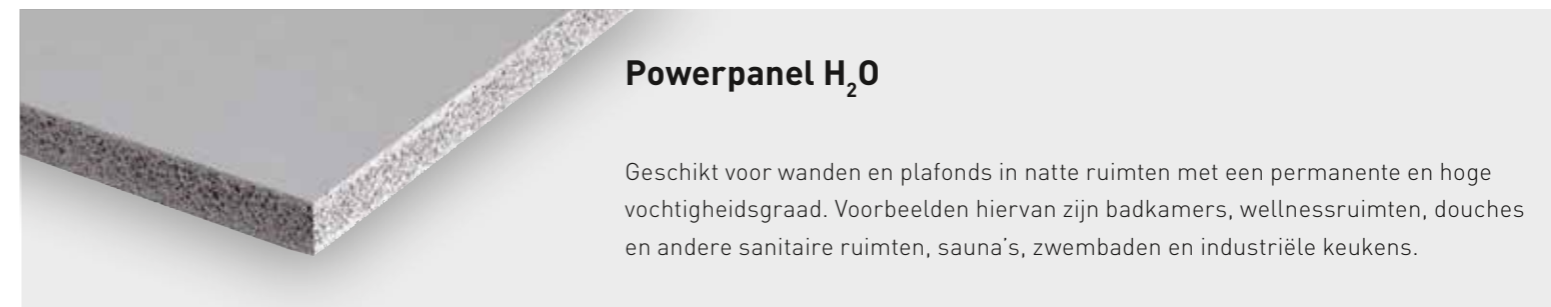 Powerpanel H₂O
Geschikt voor wanden en plafonds in natte ruimten met een permanente en hoge
vochtigheidsgraad. Voorbeelden hiervan zijn badkamers, wellnessruimten, douches
en andere sanitaire ruimten, sauna's, zwembaden en industriële keukens.